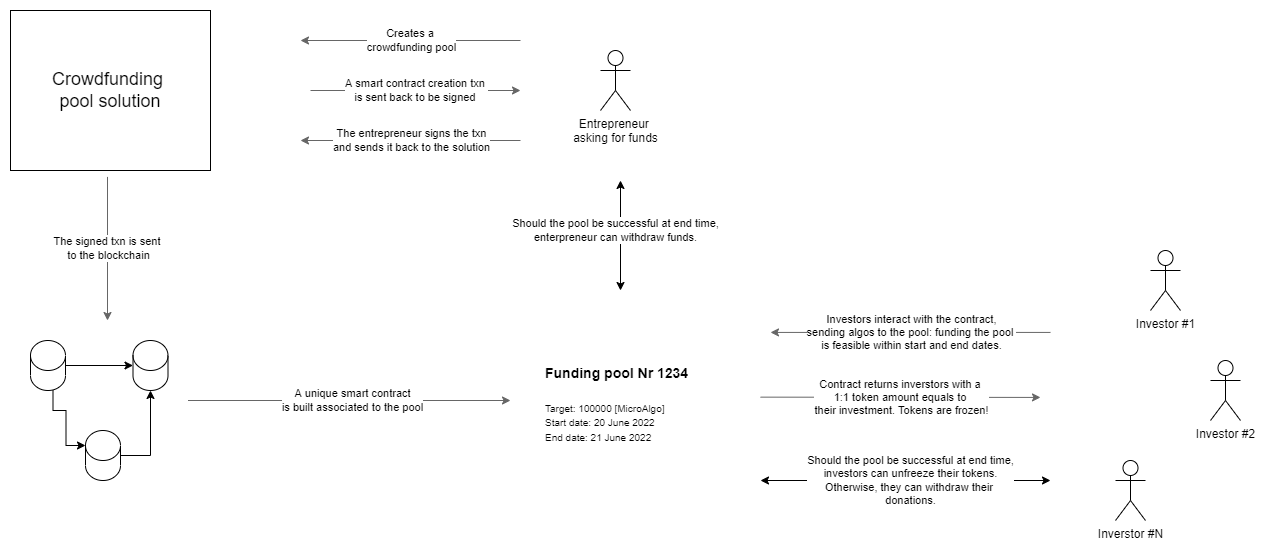 Crowdfunding
pool solution
Creates a
crowdfunding pool
A smart contract creation txn
is sent back to be signed
The entrepreneur signs the txn
and sends it back to the solution
Entrepreneur
asking for funds
The signed txn is sent
to the blockchain
Should the pool be successful at end time,
enterpreneur can withdraw funds.
A unique smart contract
is built associated to the pool
Funding pool Nr 1234
Target: 100000 [MicroAlgo]
Start date: 20 June 2022
End date: 21 June 2022
Investors interact with the contract,
sending algos to the pool: funding the pool
is feasible within start and end dates.
Contract returns inverstors with a
1:1 token amount equals to
their investment. Tokens are frozen!
Should the pool be successful at end time,
investors can unfreeze their tokens.
Otherwise, they can withdraw their
donations.
Investor #1
Investor #2
Inverstor #N